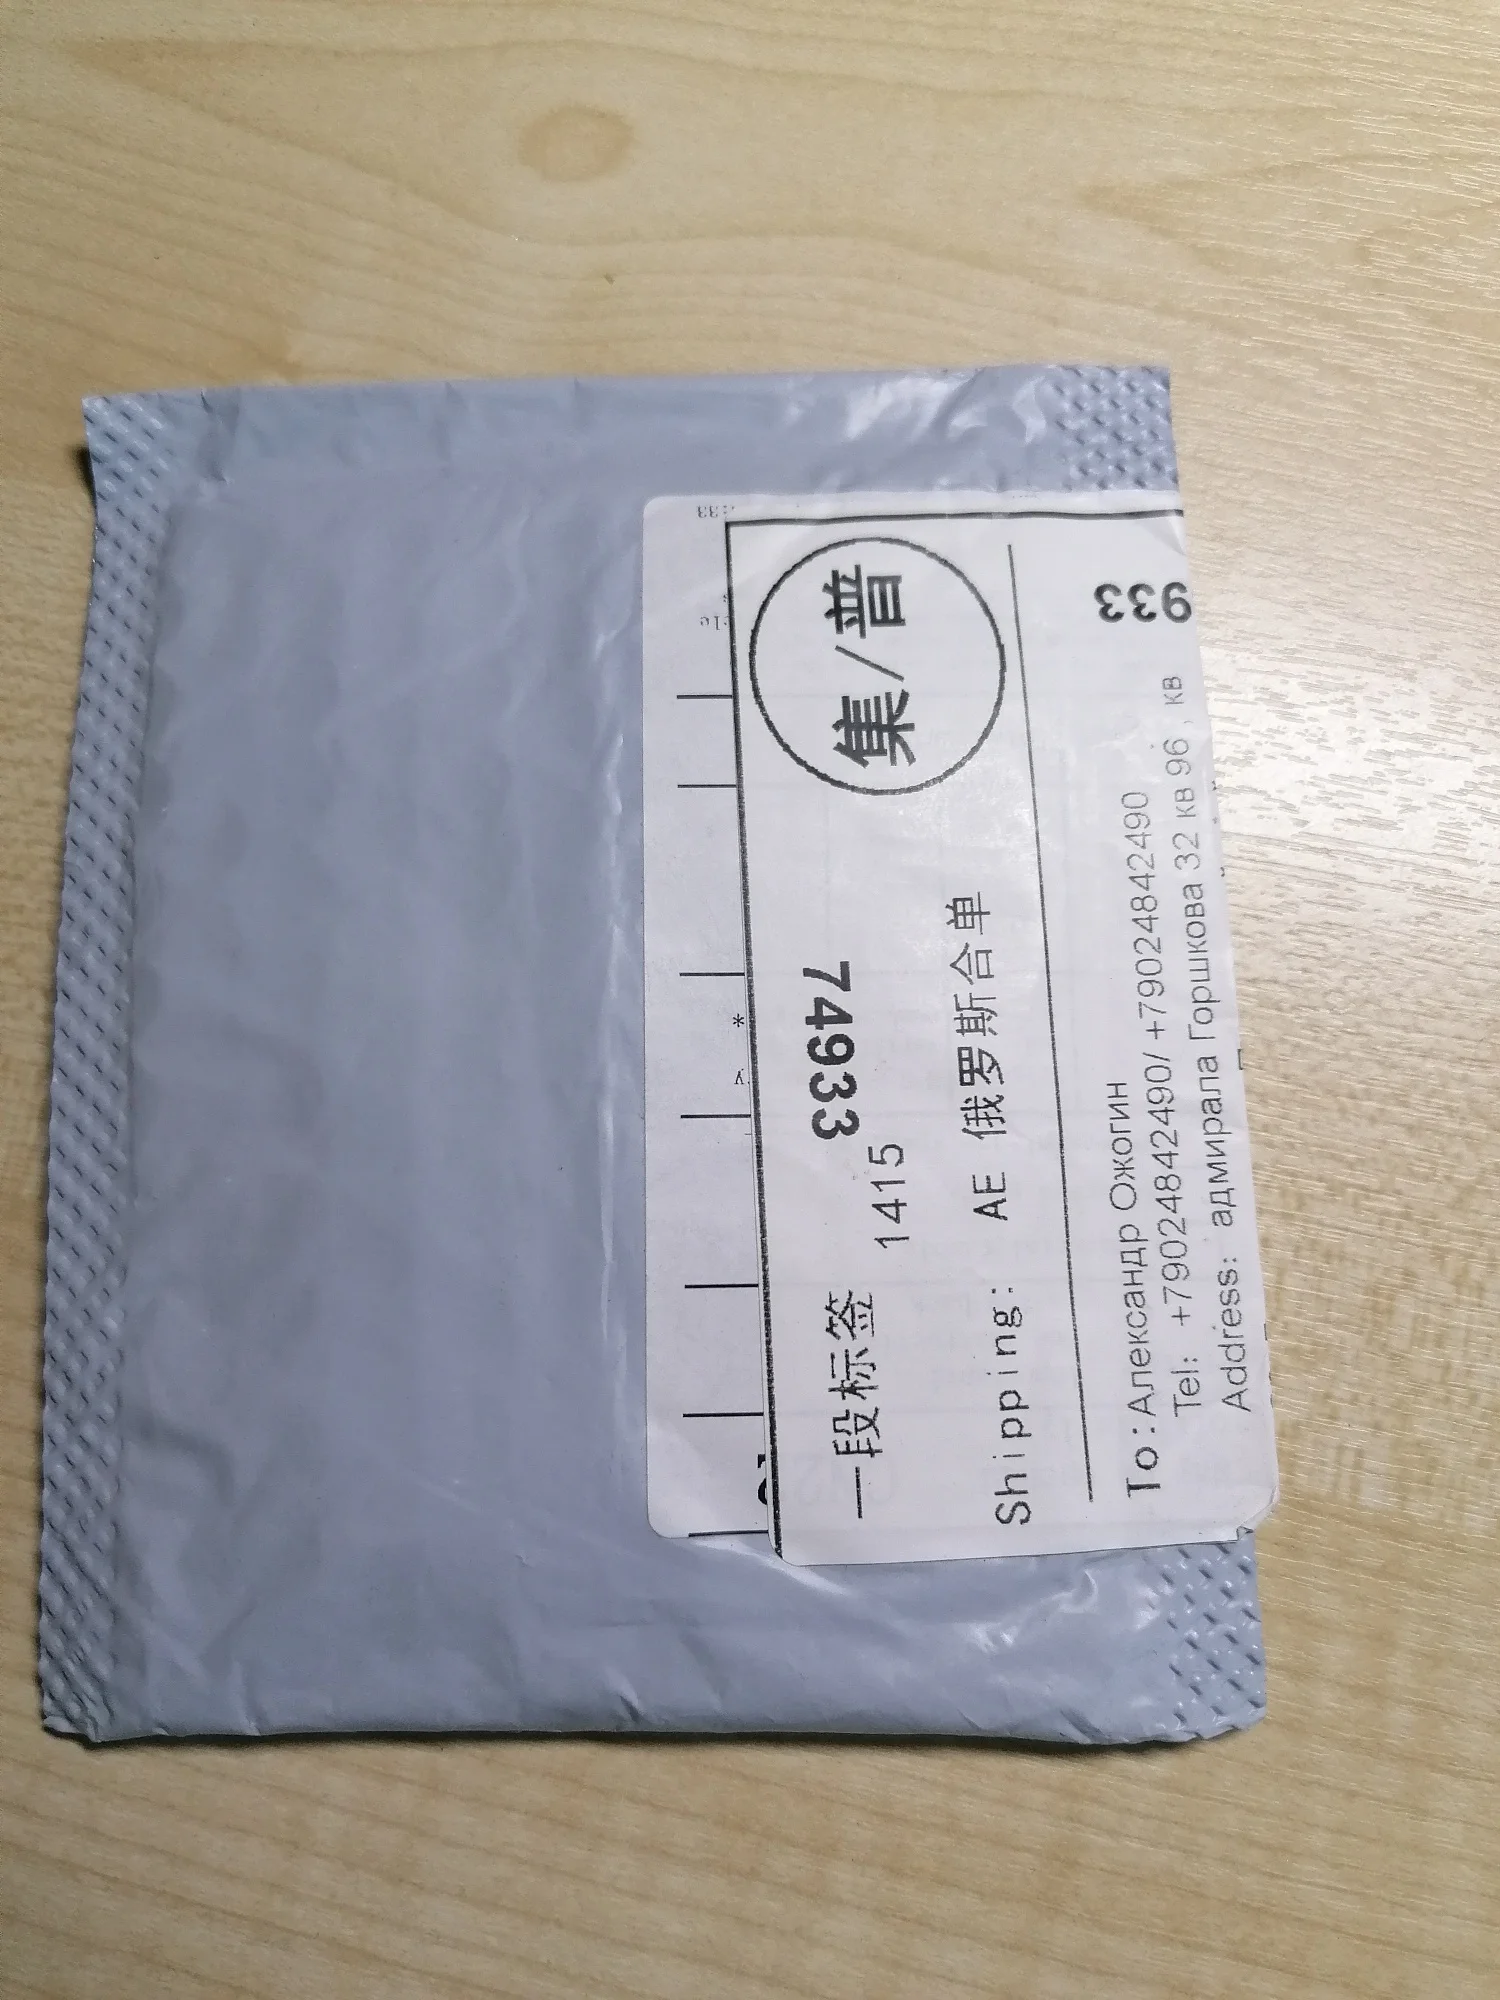 集/普
74933
一段标签 1415
Shipping: AE 俄罗斯合单
933
To:Александр Ожогин
Tel: +79024842490/ +79024842490
Address: адмирала Горшкова 32 кв 96, кв